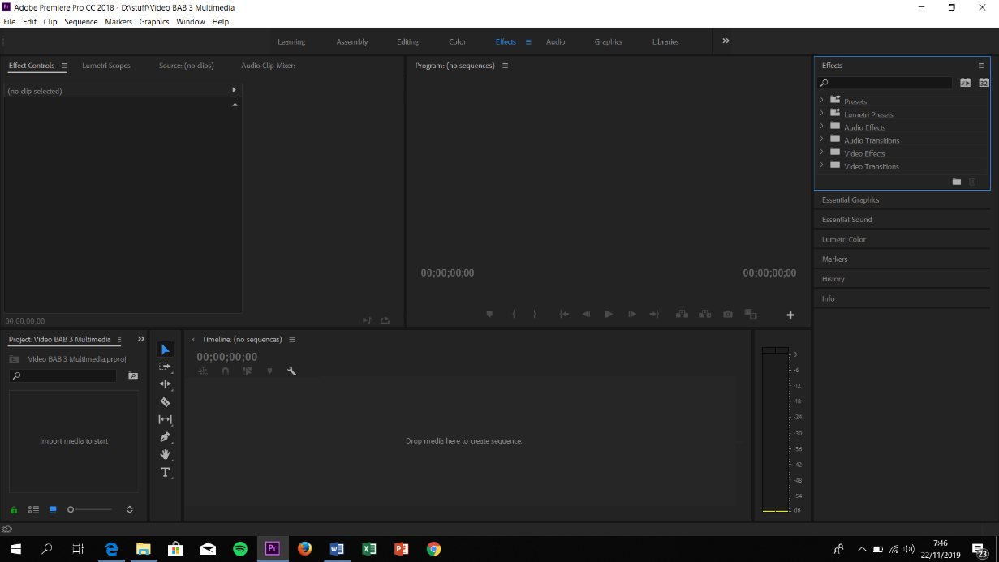 Pr Adobe Premiere Pro CC 2018 - D:\stuff\Video BAB 3 Multimedia
File Edit Clip Sequence Markers Graphics Window Help
Learning Assembly Editing Color Effects Audio Graphics Libraries
Effect Controls Lumetri Scopes Source: (no clips) Audio Clip Mixer:
(no clip selected)
00;00;00;00
Program: (no sequences)
00;00;00;00 00;00;00;00
Effects
32
Presets
Lumetri Presets
Audio Effects
Audio Transitions
Video Effects
Video Transitions
Essential Graphics
Essential Sound
Lumetri Color
Markers
History
Info
Project: Video BAB 3 Multimedia
Video BAB 3 Multimedia.prproj
Import media to start
Timeline: (no sequences)
00;00;00;00
Drop media here to create sequence.
0
-6
-12
-18
-24
-30
-36
-42
-48
-54
dB
Pr
7:46
22/11/2019
23